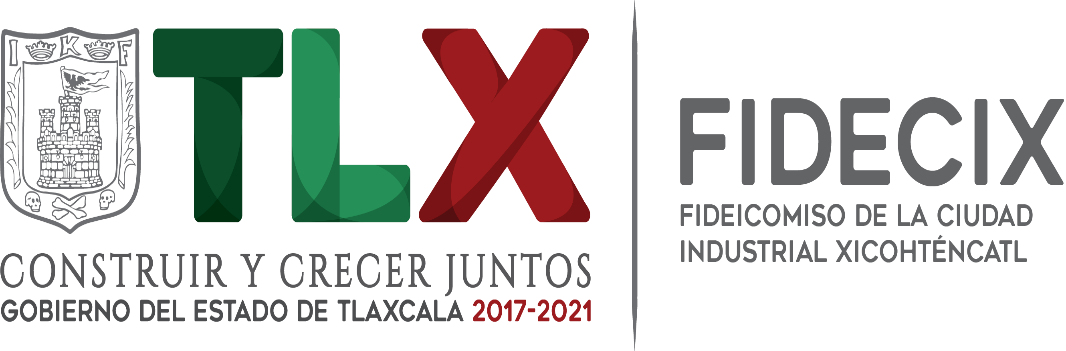 I K F
TLX
CONSTRUIR Y CRECER JUNTOS
GOBIERNO DEL ESTADO DE TLAXCALA 2017-2021
FIDECIX
FIDEICOMISO DE LA CIUDAD
INDUSTRIAL XICOHTÉNCATL